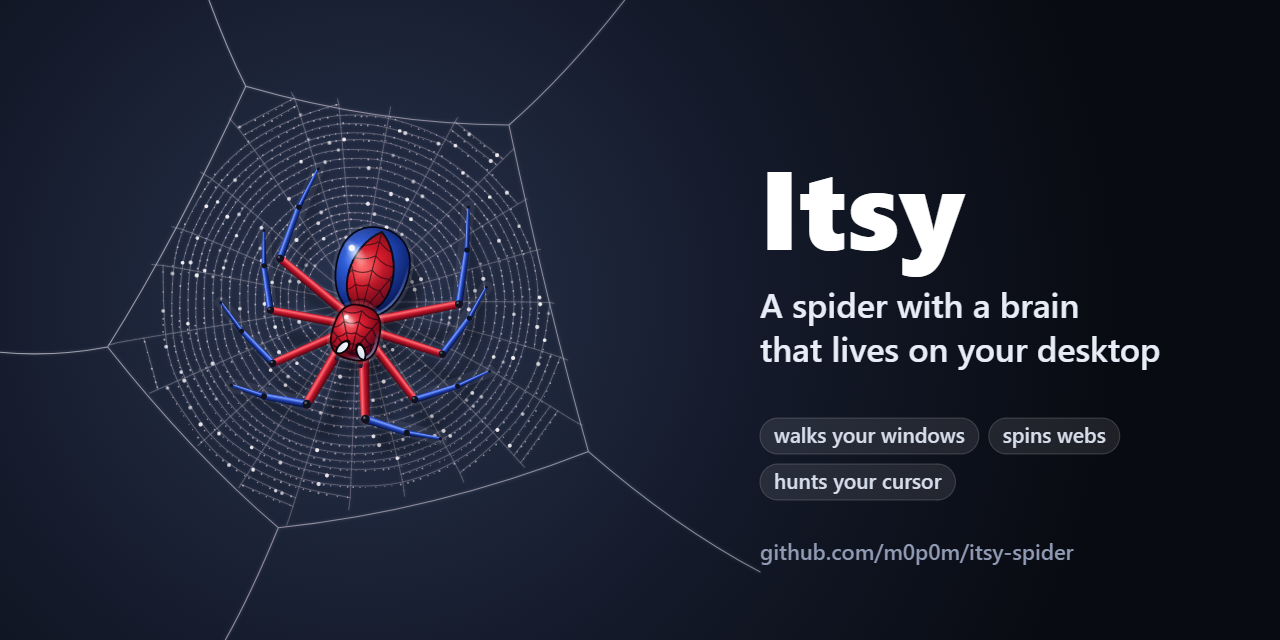 Itsy
A spider with a brain
that lives on your desktop
walks your windows
spins webs
hunts your cursor
github.com/m0p0m/itsy-spider